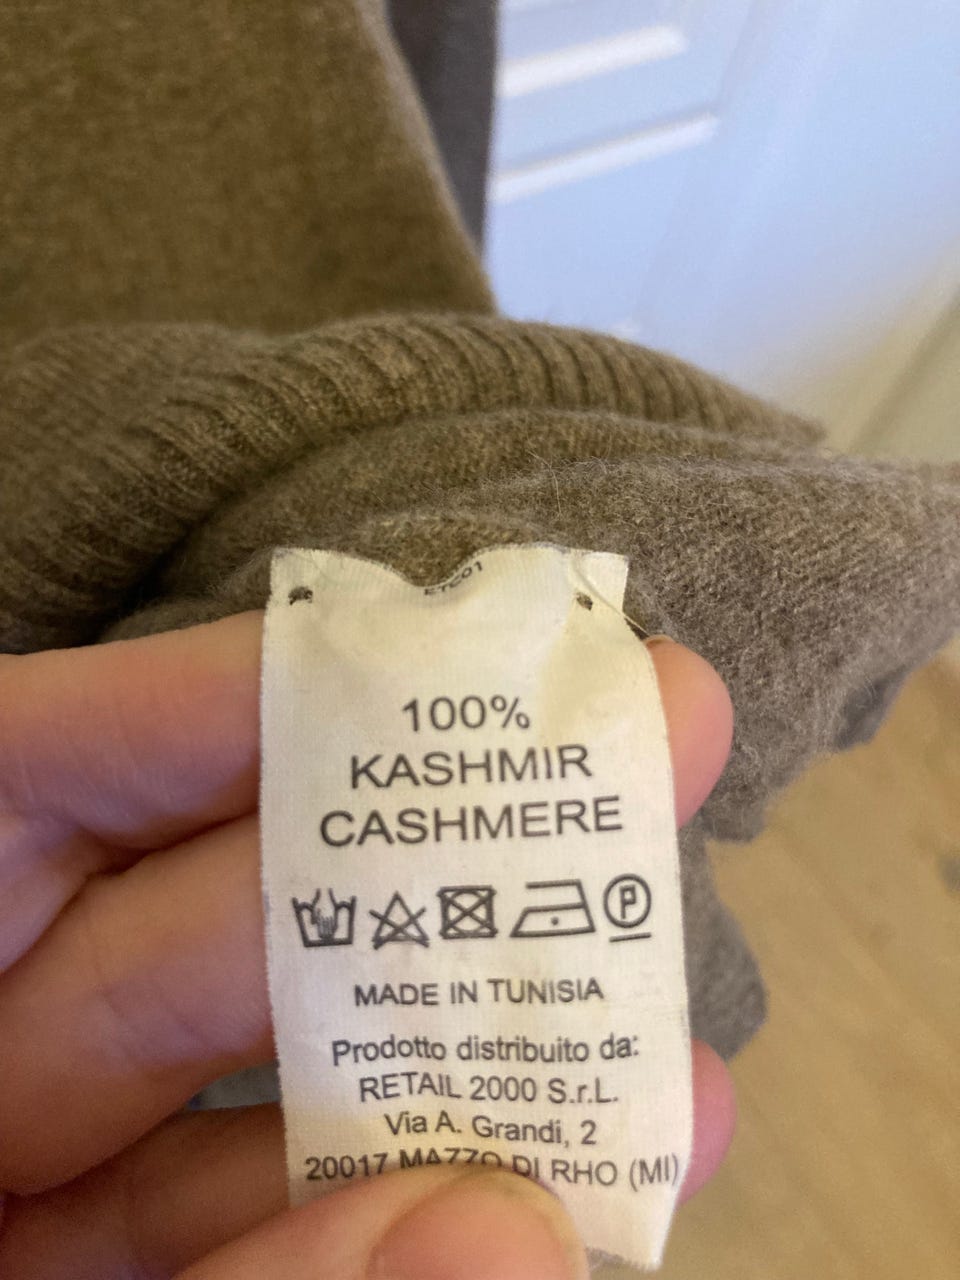 ETC01
100%
KASHMIR
CASHMERE
P
MADE IN TUNISIA
Prodotto distribuito da:
RETAIL 2000 S.r.L.
Via A. Grandi, 2
20017 MAZZO DI RHO (MI)